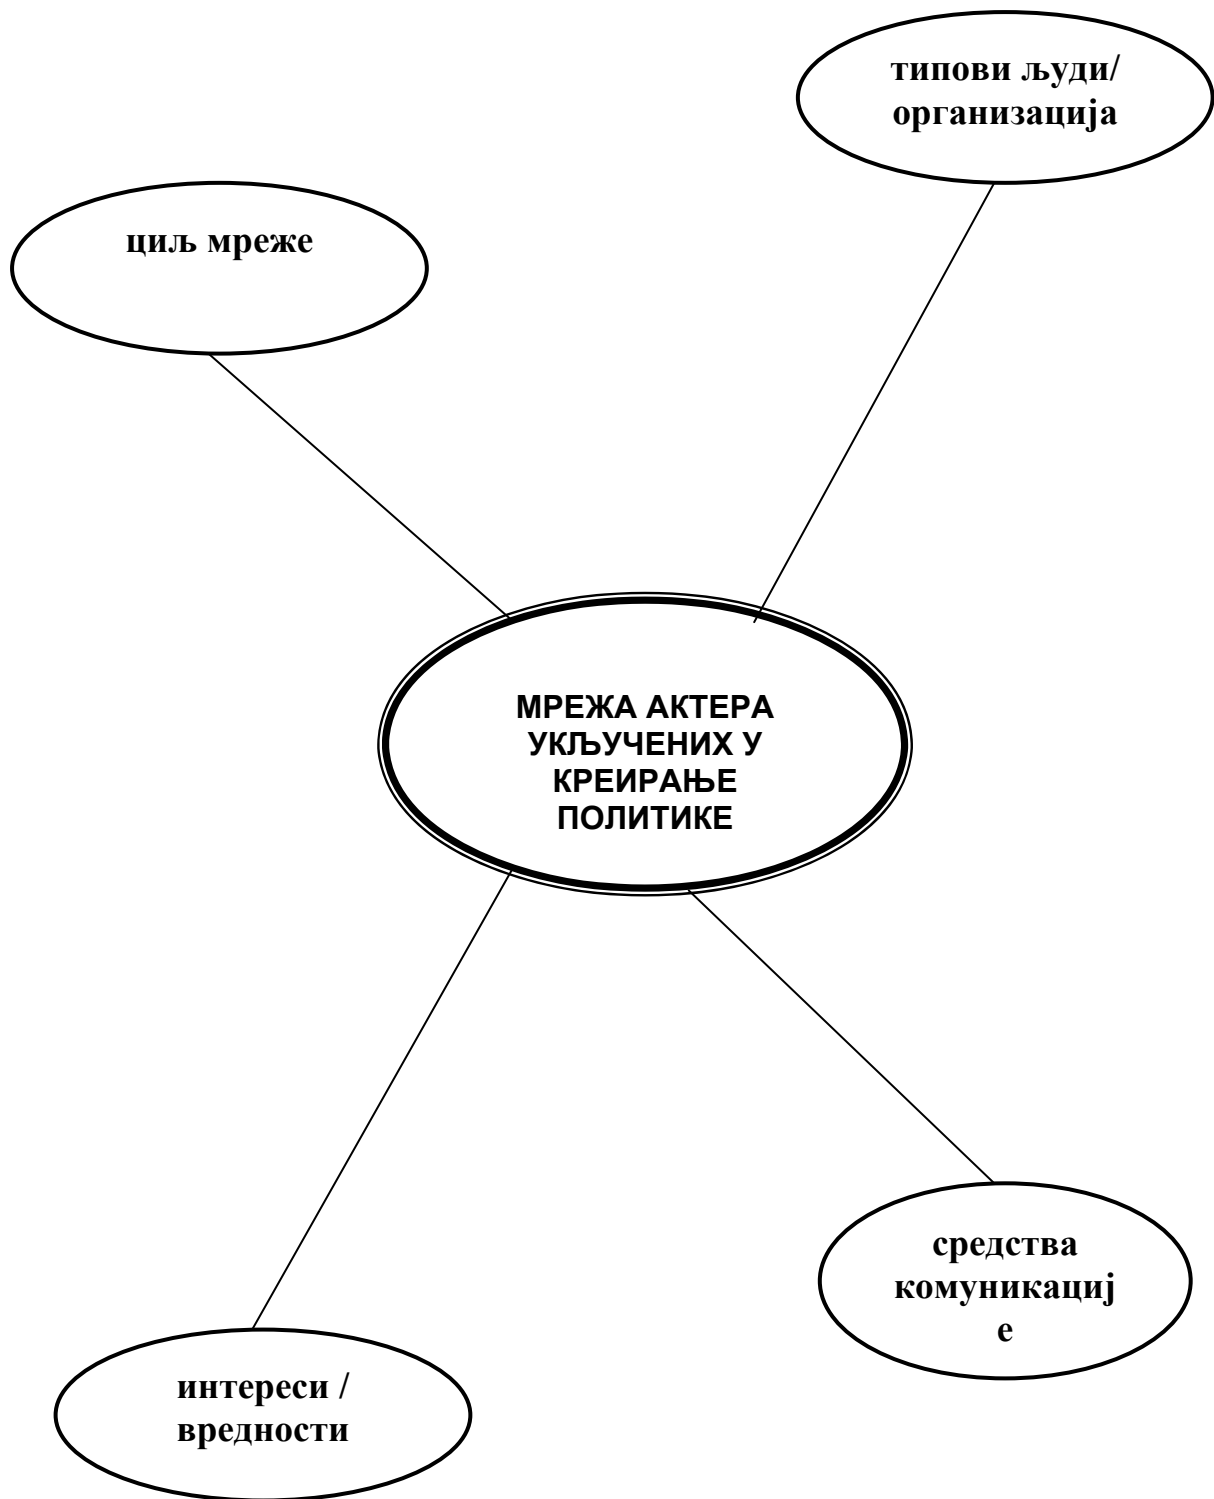 типови људи/
организација
циљ мреже
МРЕЖА АКТЕРА
УКЉУЧЕНИХ У
КРЕИРАЊЕ
ПОЛИТИКЕ
средства
комуникациј
е
интереси /
вредности